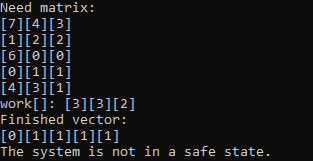 Need matrix:
[7][4][3]
[1][2][2]
[6][0][0]
[0][1][1]
[4][3][1]
work[]: [3][3][2]
Finished vector:
[0][1][1][1][1]
The system is not in a safe state.